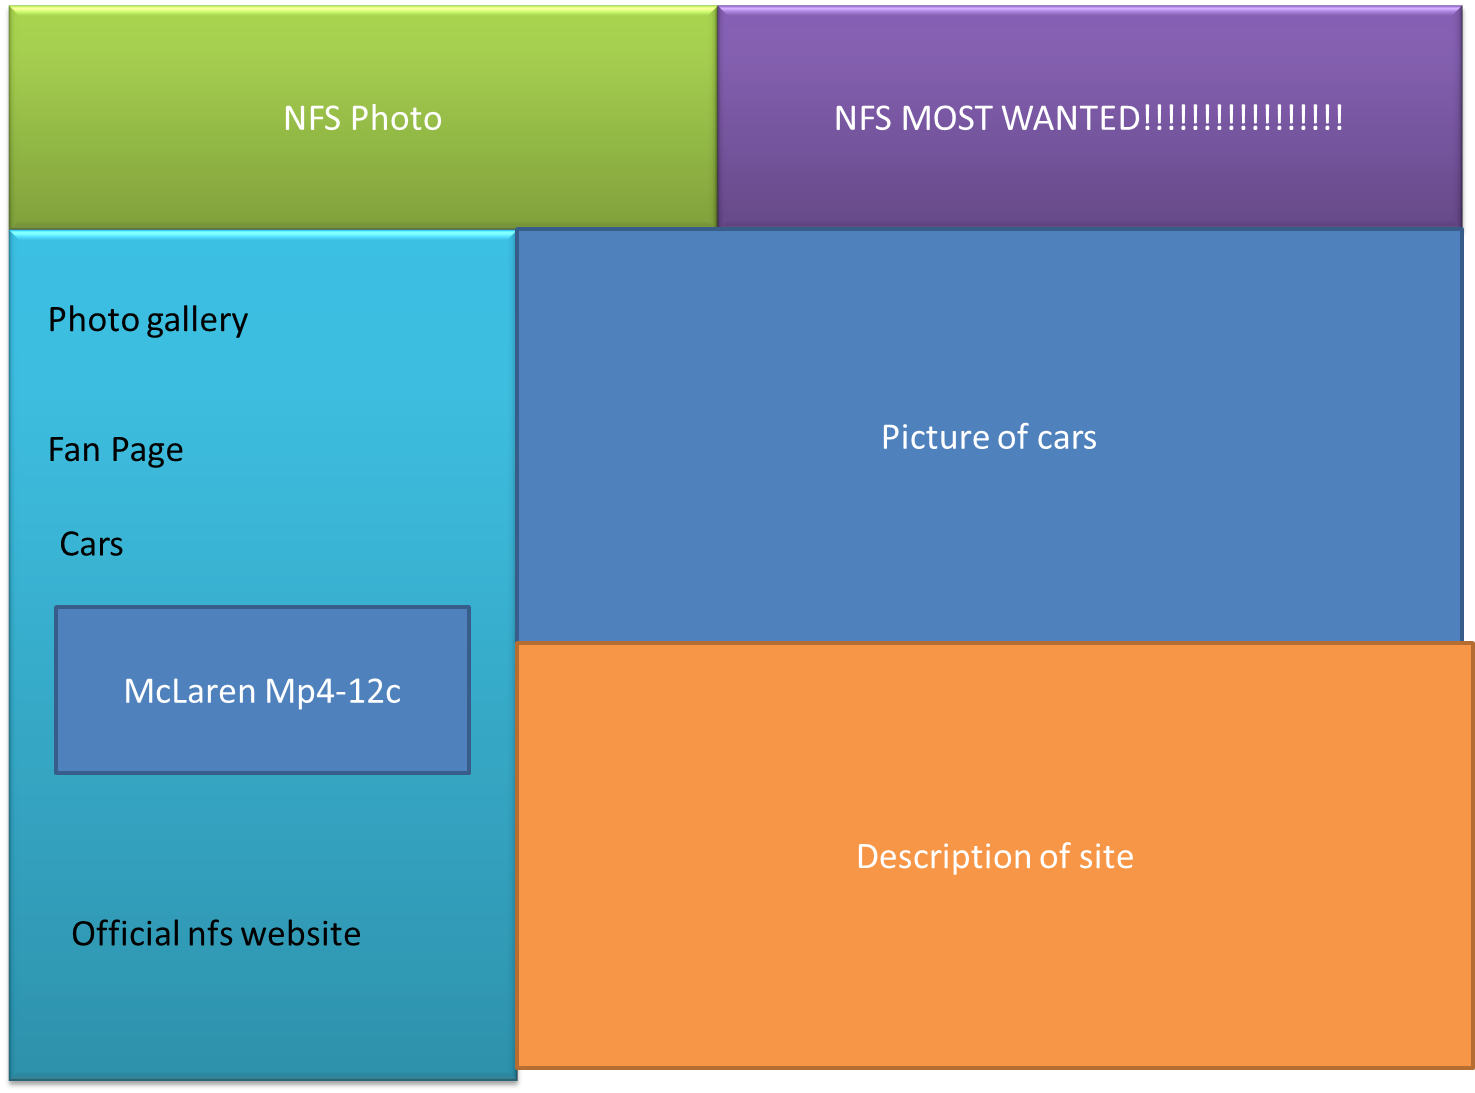 NFS Photo
NFS MOST WANTED!!!!!!!!!!!!!!!!!
Photo gallery
Fan Page
Cars
McLaren Mp4-12c
Official nfs website
Picture of cars
Description of site